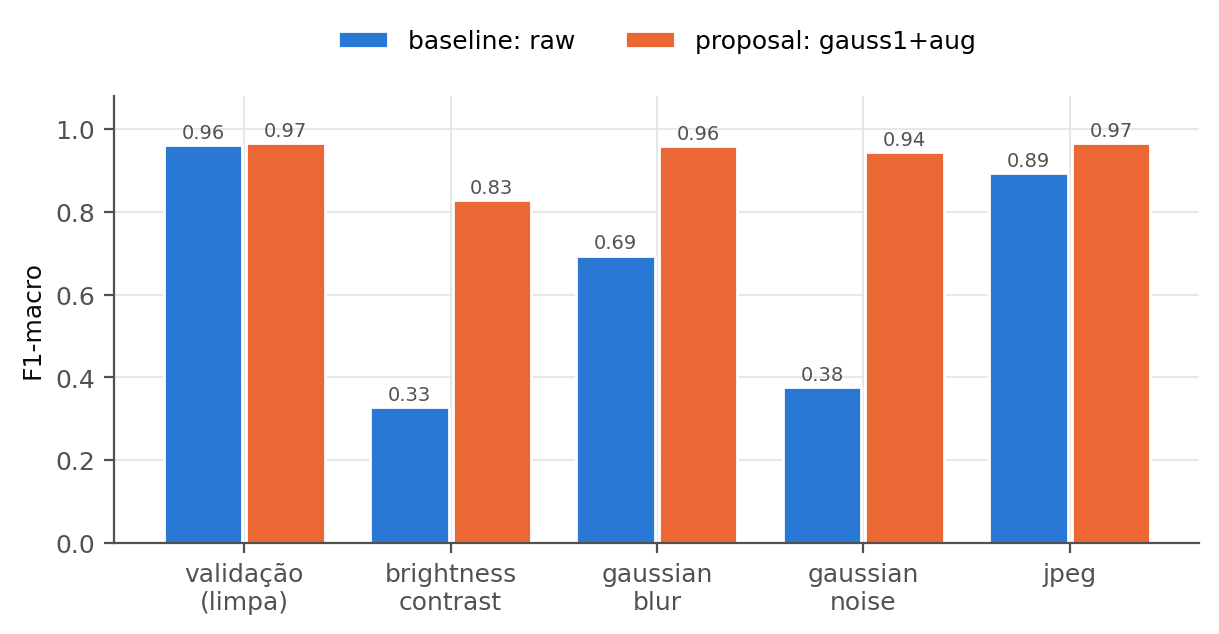 baseline: raw
proposal: gauss1+aug
F1-macro
1.0
0.8
0.6
0.4
0.2
0.0
0.96
0.97
0.33
0.83
0.69
0.96
0.38
0.94
0.89
0.97
validação
(limpa)
brightness
contrast
gaussian
blur
gaussian
noise
jpeg